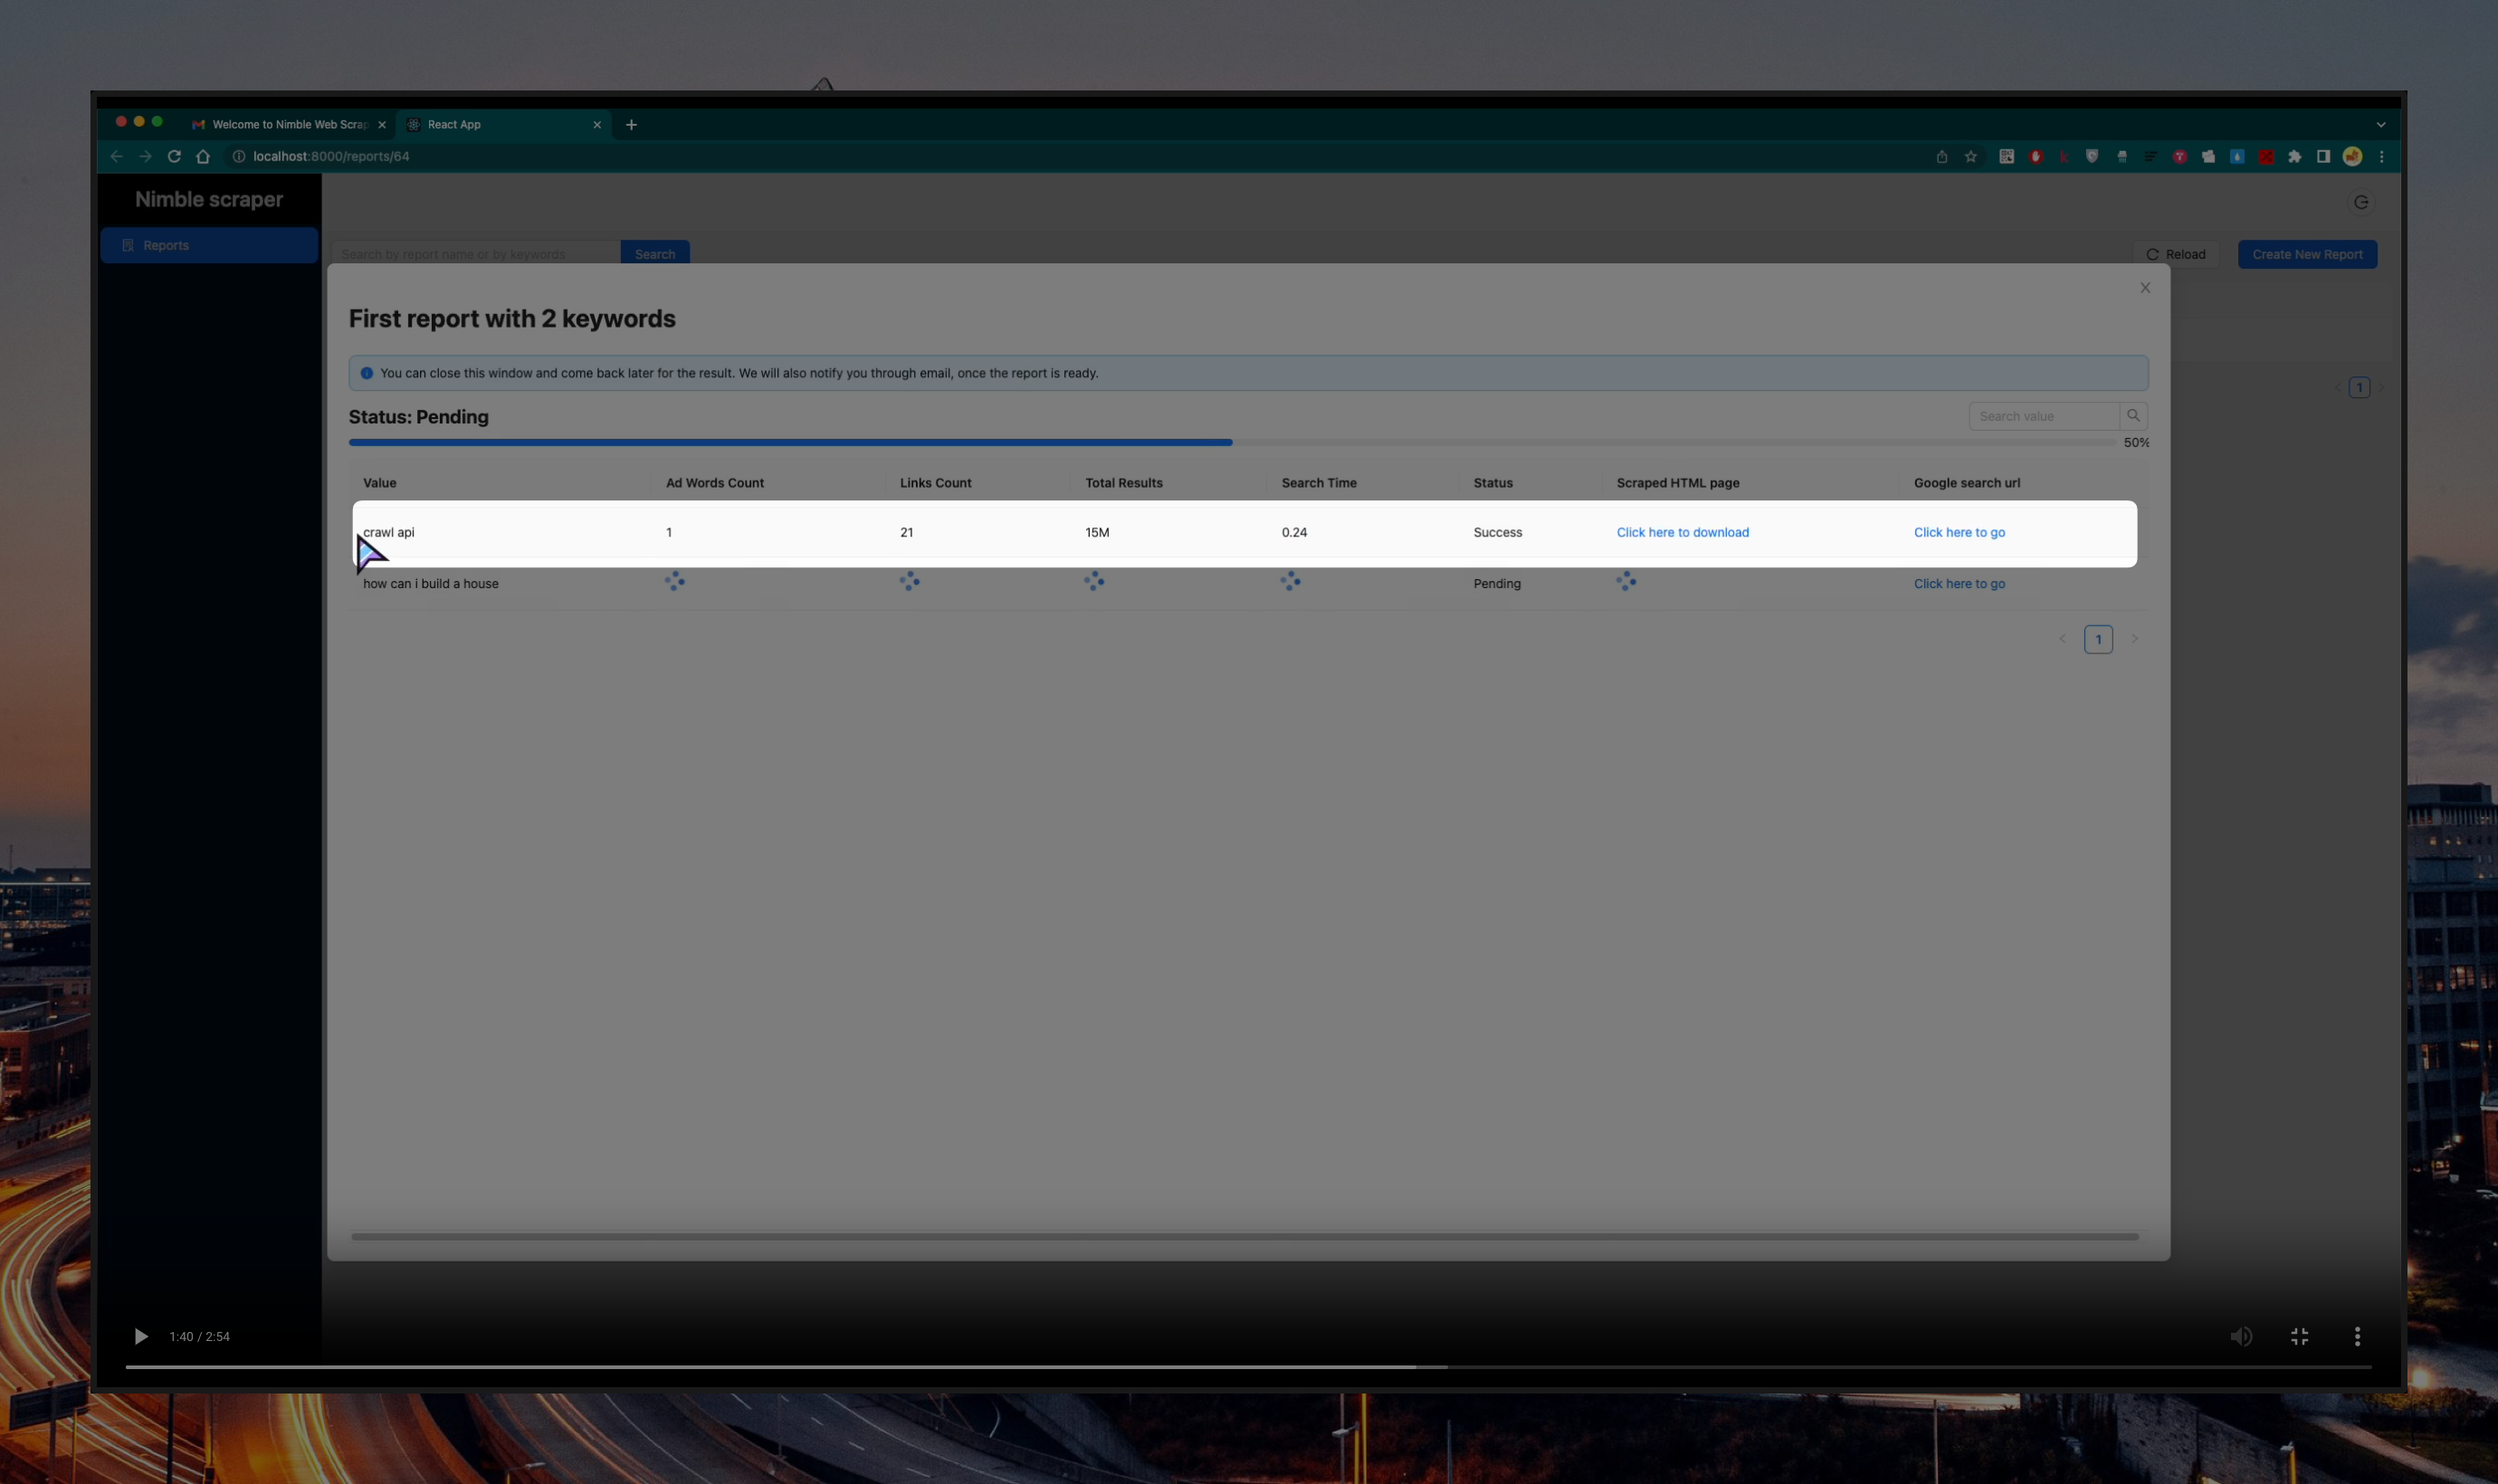 Welcome to Nimble Web Scrap
React App
localhost:8000/reports/64
Nimble scraper
Reports
Search by report name or by keywords
Search
Reload
Create New Report
First report with 2 keywords
You can close this window and come back later for the result. We will also notify you through email, once the report is ready.
1
Status: Pending
Search value
50%
Value Ad Words Count Links Count Total Results Search Time Status Scraped HTML page Google search url
crawl api 1 21 15M 0.24 Success Click here to download Click here to go
how can i build a house Pending Click here to go
1
1:40 / 2:54